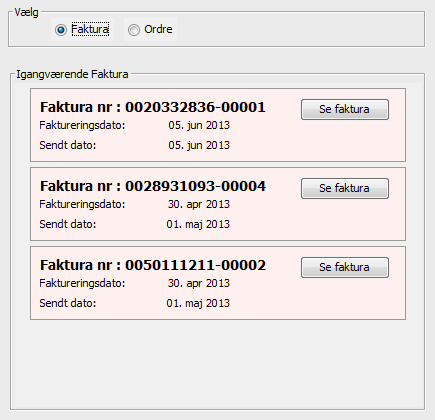 Vælg
Faktura Ordre
Igangværende Faktura
Faktura nr : 0020332836-00001 Se faktura
Faktureringsdato: 05. jun 2013
Sendt dato: 05. jun 2013
Faktura nr : 0028931093-00004 Se faktura
Faktureringsdato: 30. apr 2013
Sendt dato: 01. maj 2013
Faktura nr : 0050111211-00002 Se faktura
Faktureringsdato: 30. apr 2013
Sendt dato: 01. maj 2013